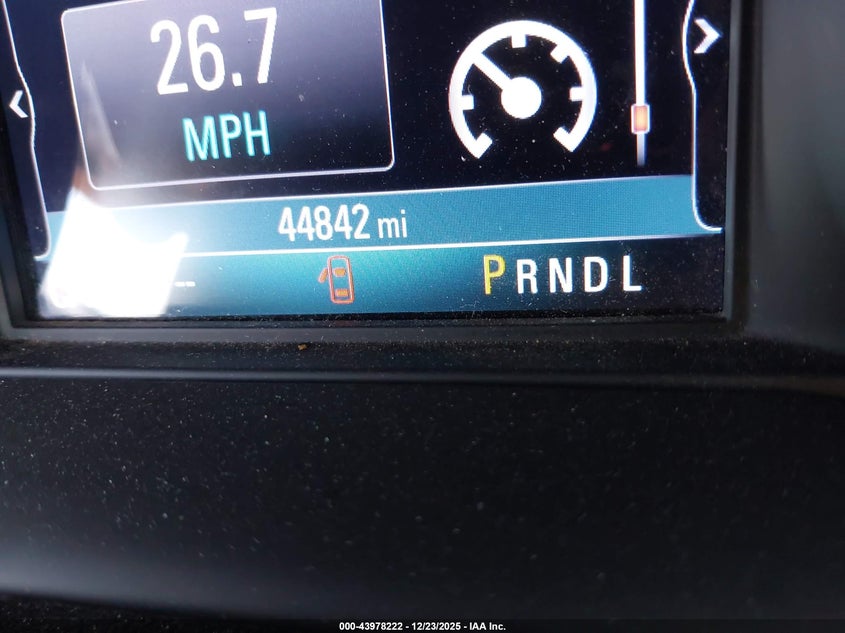 26.7
MPH
44842 mi
-- PRNDL
000-43978222 - 12/23/2025 - IAA Inc.